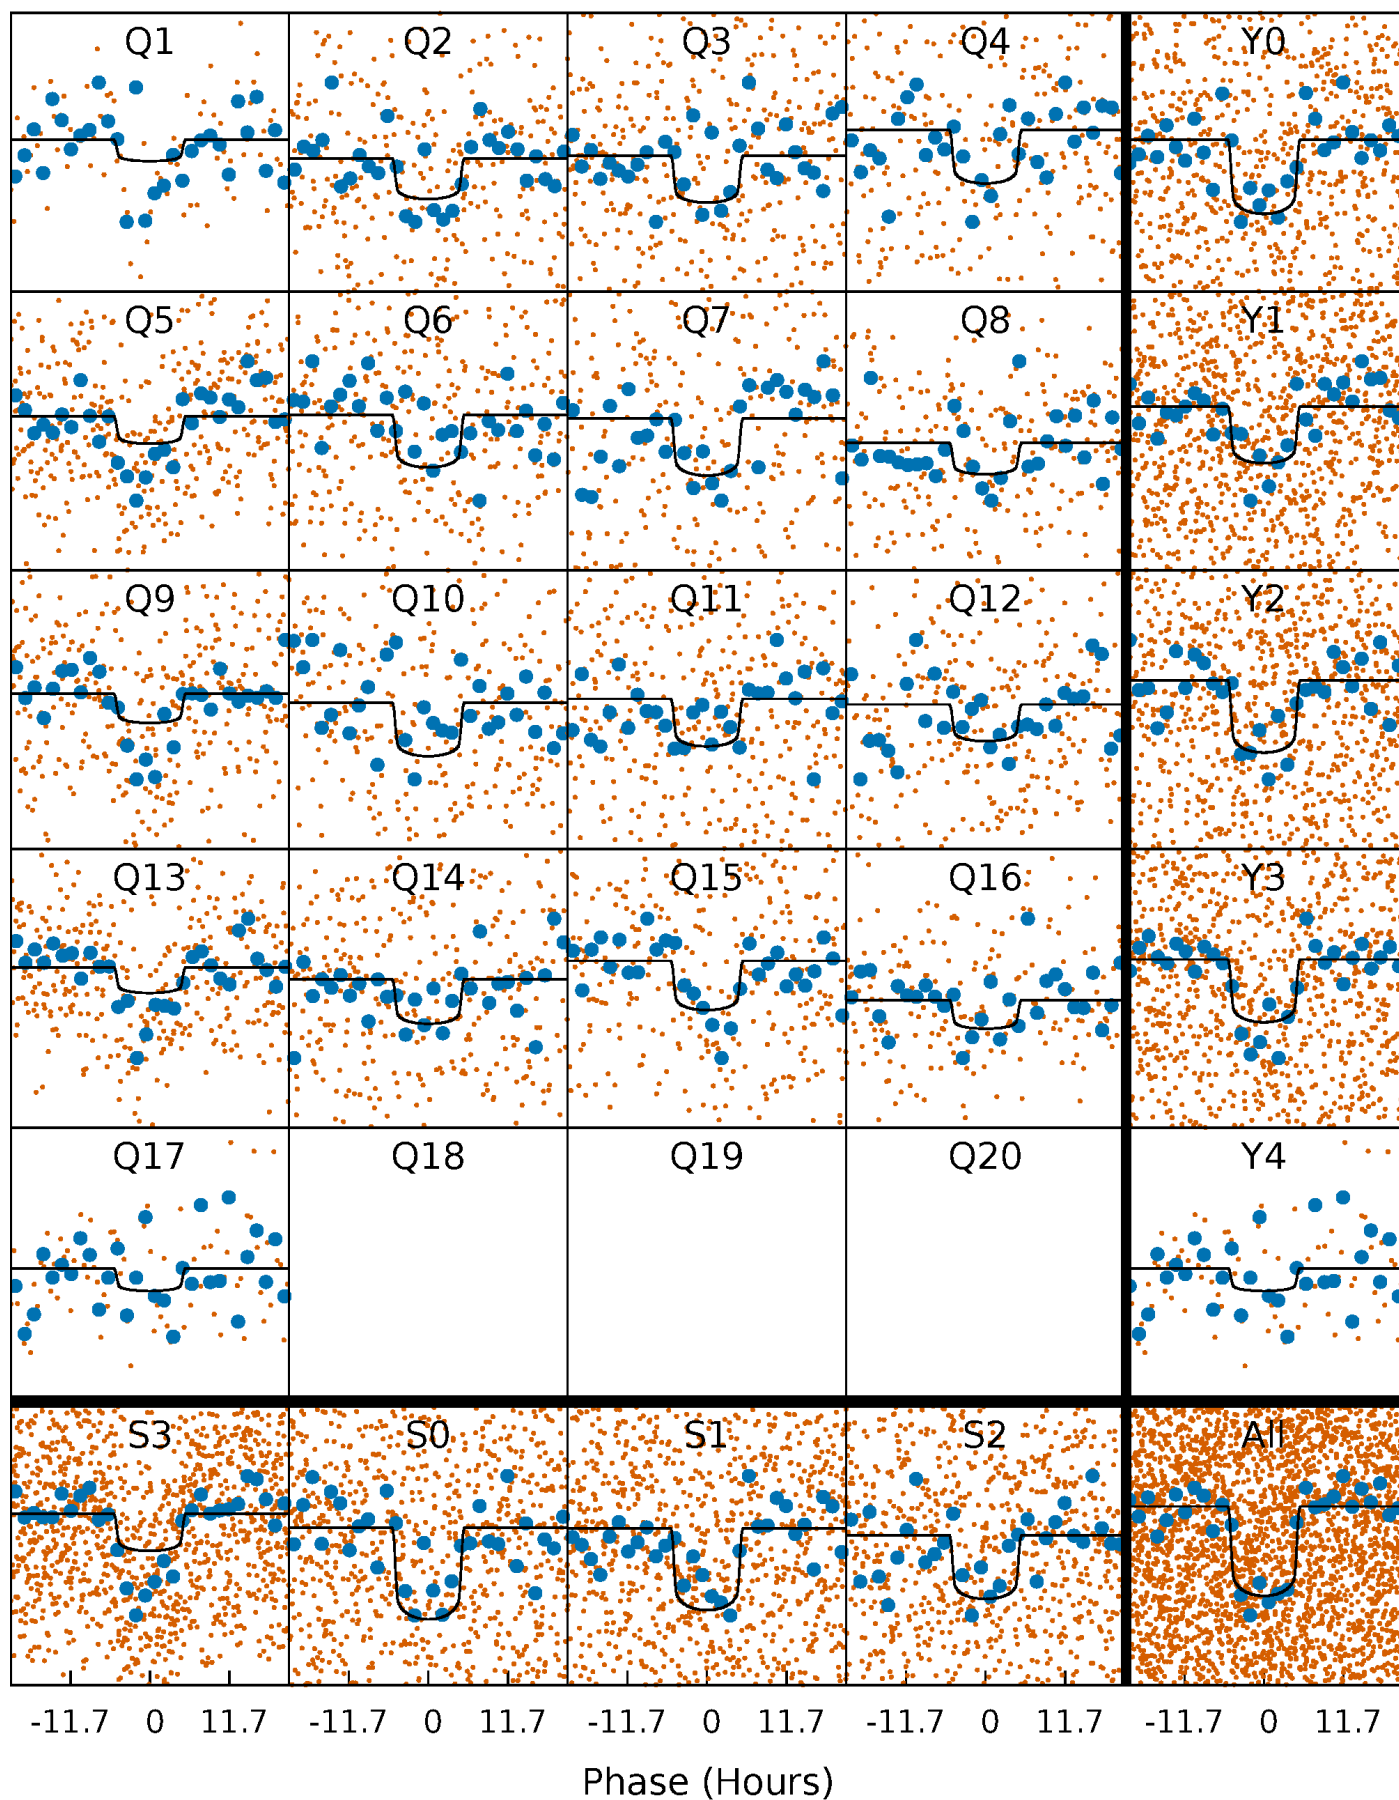 Q1 Q2 Q3 Q4 Y0
Q5 Q6 Q7 Q8 Y1
Q9 Q10 Q11 Q12 Y2
Q13 Q14 Q15 Q16 Y3
Q17 Q18 Q19 Q20 Y4
S3 S0 S1 S2 All
-11.7 0 11.7 -11.7 0 11.7 -11.7 0 11.7 -11.7 0 11.7 -11.7 0 11.7
Phase (Hours)